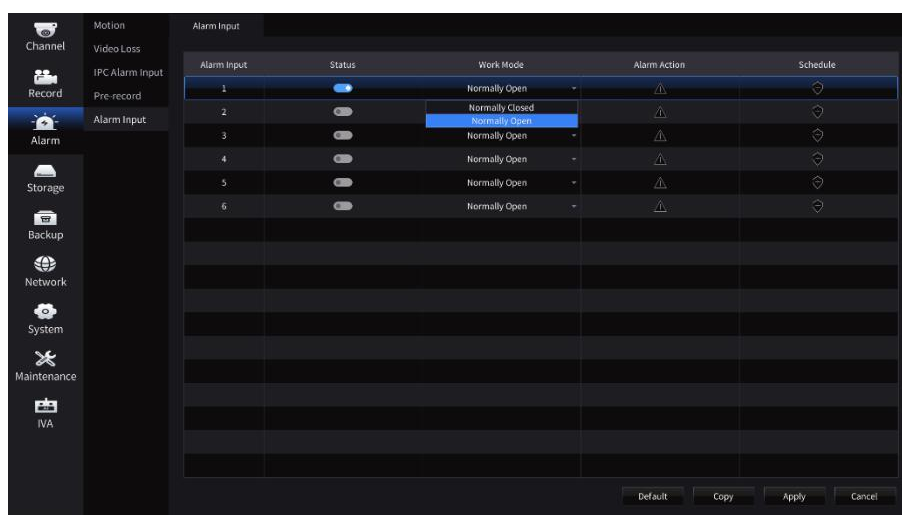 Channel
Record
Alarm
Storage
Backup
Network
System
Maintenance
IVA
Motion
Video Loss
IPC Alarm Input
Pre-record
Alarm Input
Alarm Input
Alarm Input Status Work Mode Alarm Action Schedule
1 Normally Open
2 Normally Closed
Normally Open
3 Normally Open
4 Normally Open
5 Normally Open
6 Normally Open
Default Copy Apply Cancel